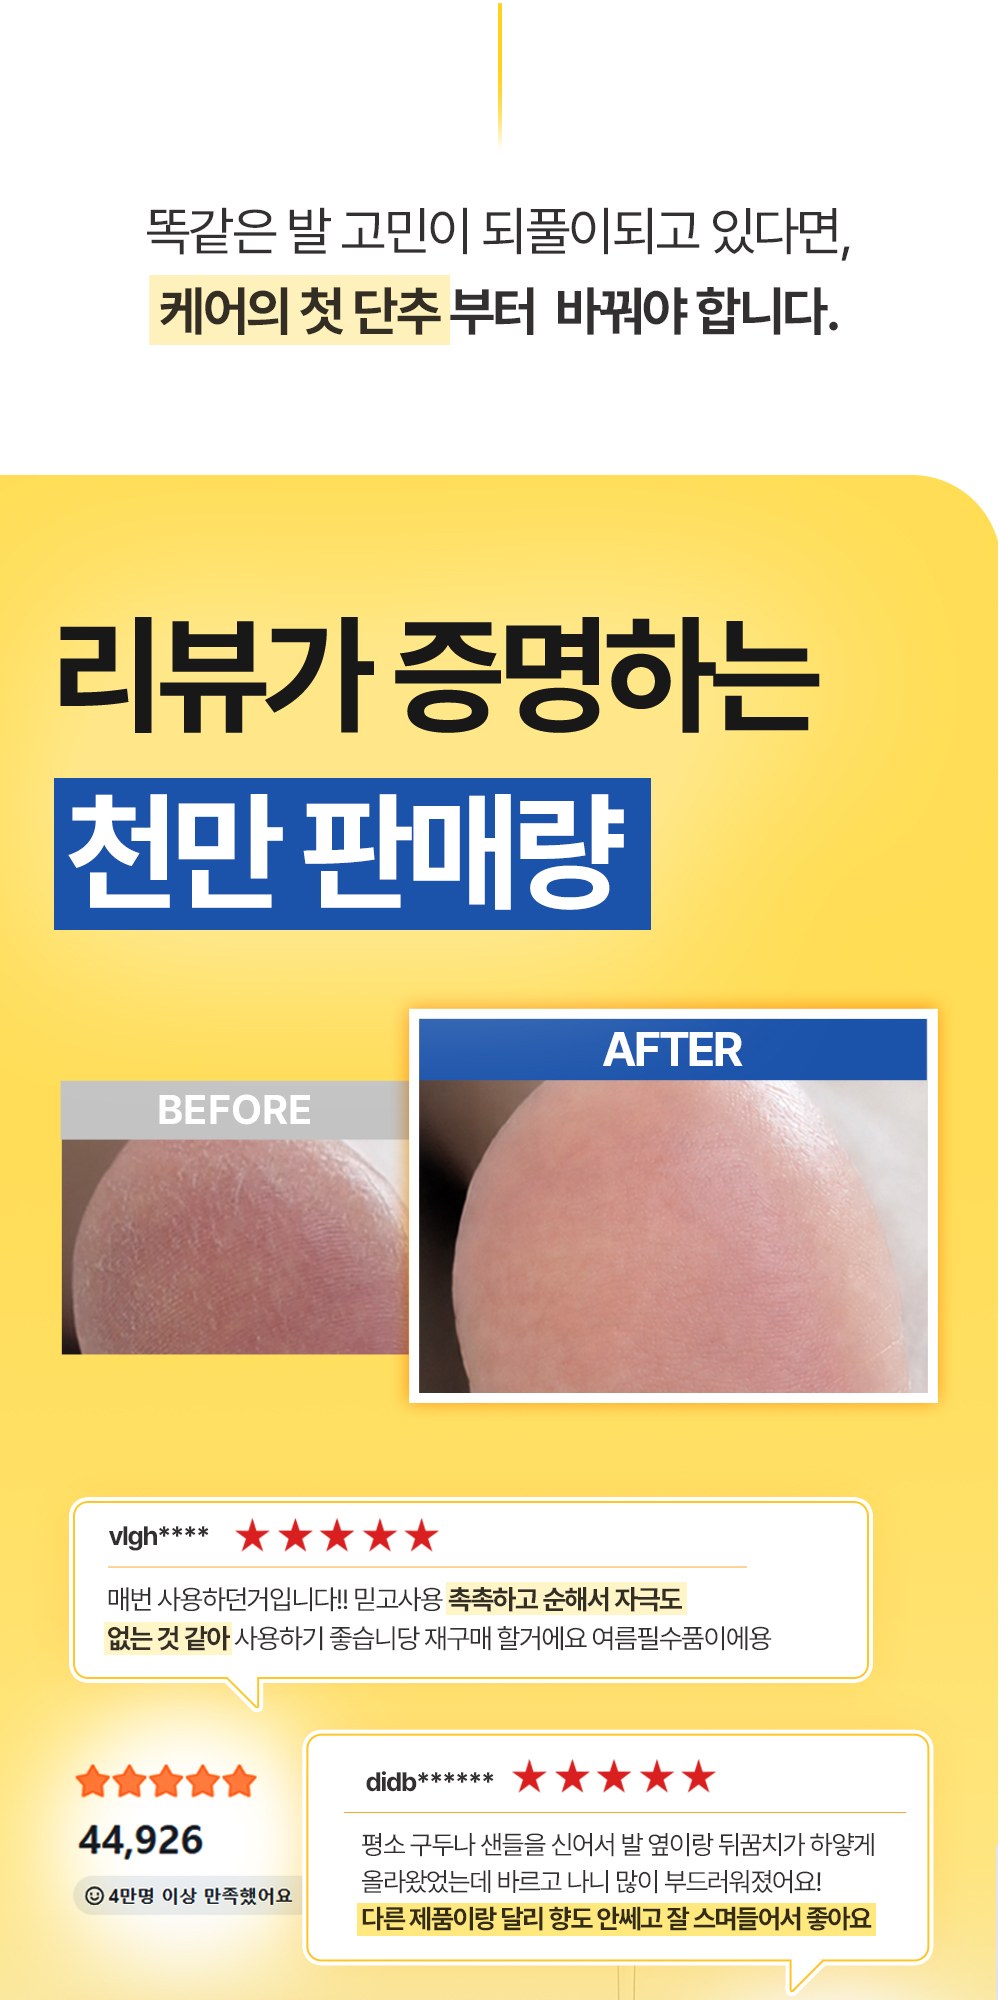 똑같은 발 고민이 되풀이되고 있다면,
케어의 첫 단추부터 바꿔야 합니다.
리뷰가 증명하는
천만 판매량
AFTER
BEFORE
vlgh**** ★★★★★
매번 사용하던거입니다!! 믿고사용 촉촉하고 순해서 자극도
없는 것 같아 사용하기 좋습니당 재구매 할거에요 여름필수품이에용
44,926
4만명 이상 만족했어요
didb****** ★★★★★
평소 구두나 샌들을 신어서 발 옆이랑 뒤꿈치가 하얗게
올라왔었는데 바르고 나니 많이 부드러워졌어요!
다른 제품이랑 달리 향도 안쎄고 잘 스며들어서 좋아요